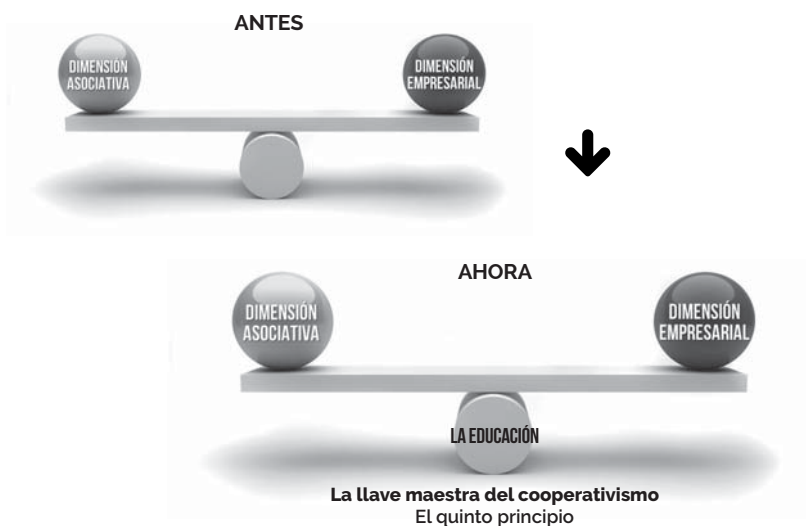 ANTES
DIMENSIÓN
ASOCIATIVA
DIMENSIÓN
EMPRESARIAL
AHORA
DIMENSIÓN
ASOCIATIVA
DIMENSIÓN
EMPRESARIAL
LA EDUCACIÓN
La llave maestra del cooperativismo
El quinto principio